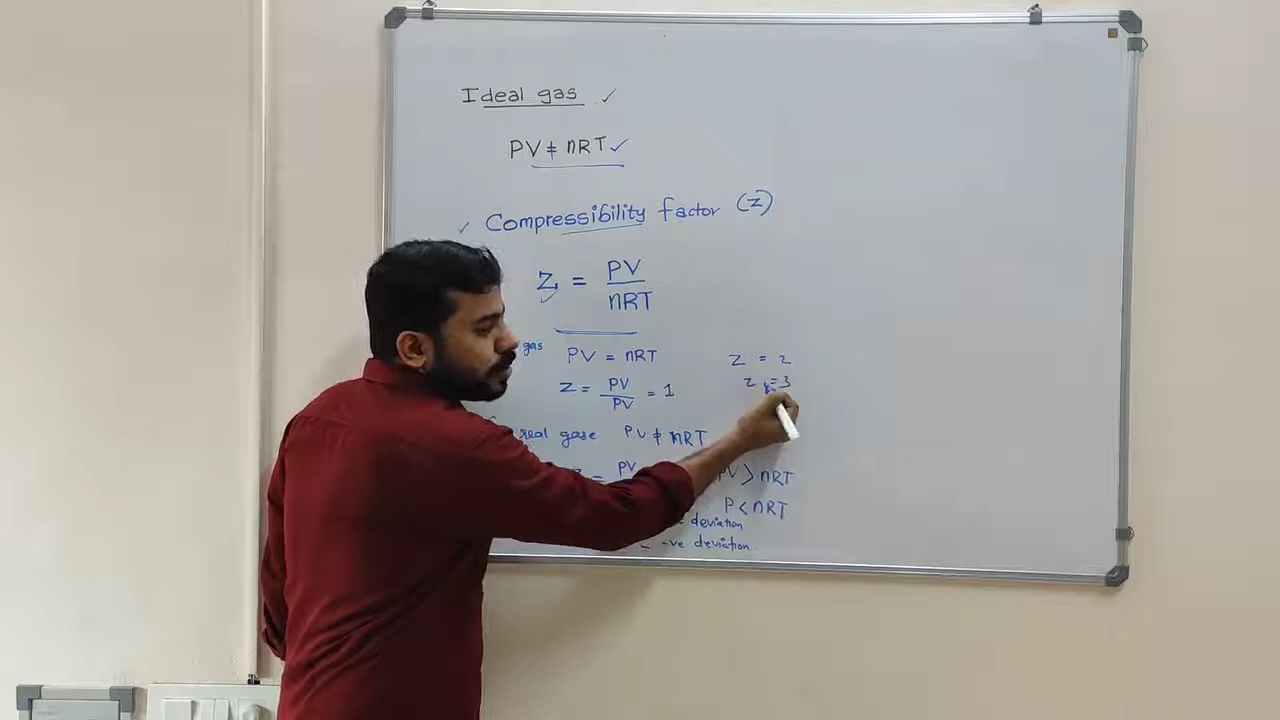 Ideal gas ✓
PV ≠ nRT ✓
✓ Compressibility factor (Z)
Z = PV / nRT
gas PV = nRT
Z = PV / PV = 1
Z = 2
Z = 3
real gase PV ≠ nRT
= PV
PV > nRT
P < nRT
deviation
-ve deviation.